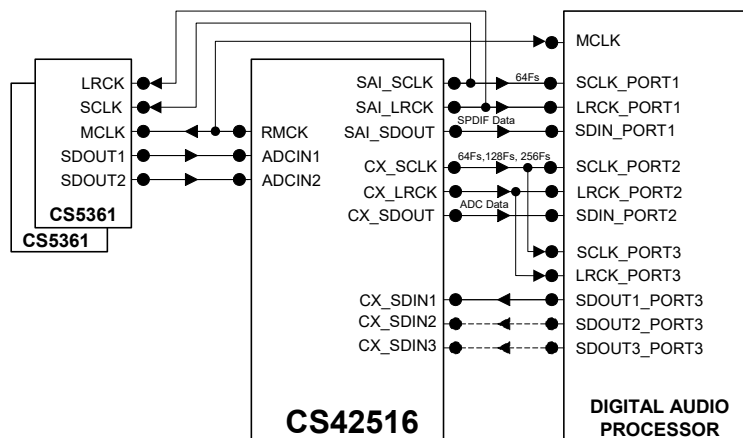 LRCK
SCLK
MCLK
SDOUT1
SDOUT2
CS5361
CS5361
RMCK
ADCIN1
ADCIN2
SAI_SCLK
SAI_LRCK
SAI_SDOUT
CX_SCLK
CX_LRCK
CX_SDOUT
CX_SDIN1
CX_SDIN2
CX_SDIN3
CS42516
64Fs
SPDIF Data
64Fs,128Fs, 256Fs
ADC Data
MCLK
SCLK_PORT1
LRCK_PORT1
SDIN_PORT1
SCLK_PORT2
LRCK_PORT2
SDIN_PORT2
SCLK_PORT3
LRCK_PORT3
SDOUT1_PORT3
SDOUT2_PORT3
SDOUT3_PORT3
DIGITAL AUDIO
PROCESSOR